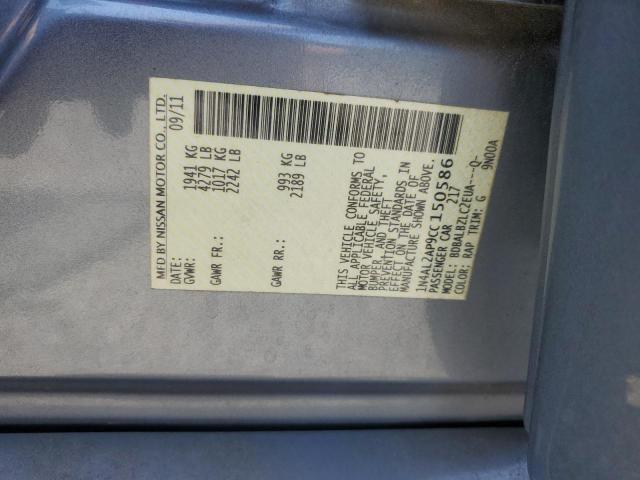 MFD BY NISSAN MOTOR CO., LTD.
DATE: 09/11
GVWR: 1941 KG
4279 LB
GAWR FR: 1017 KG
2242 LB
GAWR RR: 993 KG
2189 LB
THIS VEHICLE CONFORMS TO
ALL APPLICABLE FEDERAL
MOTOR VEHICLE SAFETY,
BUMPER, AND THEFT
PREVENTION STANDARDS IN
EFFECT ON THE DATE OF
MANUFACTURE SHOWN ABOVE.
1N4AL2AP9CC150586
PASSENGER CAR 217
MODEL: BDBALBZLC2EUA---Q
COLOR: RAP TRIM: G 9N00A